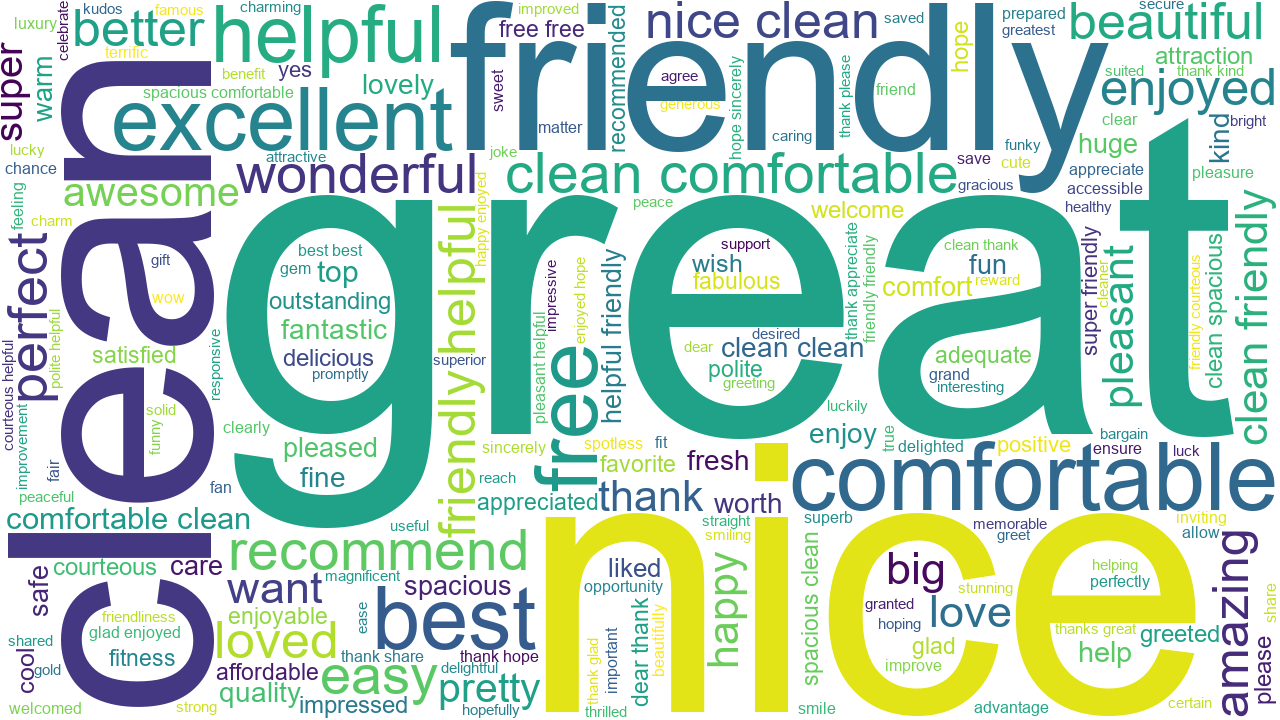 luxury
kudos
famous
charming
improved
celebrate
better
helpful
free free
recommended
nice clean
saved
hope
prepared
greatest
secure
beautiful
terrific
super
warm
benefit
yes
lovely
sweet
friendly
agree
generous
friend
attraction
suited
thank kind
spacious comfortable
excellent
matter
hope sincerely
caring
thank please
enjoyed
clear
bright
lucky
chance
attractive
joke
save
funky
cute
huge
kind
appreciate
pleasure
clean
awesome
wonderful
clean comfortable
gracious
accessible
healthy
feeling
charm
peace
welcome
happy enjoyed
great
perfect
gift
wow
best best
gem
top
outstanding
fantastic
delicious
promptly
friendly helpful
impressive
enjoyed hope
helpful friendly
support
wish
fabulous
thank appreciate
friendly friendly
clean thank
fun
reward
comfort
super friendly
cleaner
pleasant
friendly courteous
clean spacious
clean friendly
courteous helpful
polite helpful
satisfied
responsive
superior
pleasant helpful
free
desired
dear
clean clean
polite
greeting
adequate
grand
interesting
solid
funny
clearly
pleased
fine
sincerely
spotless
fit
luckily
enjoy
true
delighted
positive
bargain
ensure
luck
improvement
fair
peaceful
fan
reach
favorite
fresh
comfortable
comfortable clean
useful
appreciated
thank
worth
straight
smiling
superb
memorable
greet
inviting
allow
recommend
nice
courteous
care
safe
want
magnificent
spacious
liked
opportunity
happy
spacious clean
big
stunning
helping
perfectly
amazing
friendliness
glad enjoyed
enjoyable
ease
best
granted
hoping
love
thanks great
greeted
share
shared
gold
cool
fitness
loved
thank share
thank hope
thank glad
important
dear thank
beautifully
glad
improve
help
please
affordable
quality
easy
delightful
pretty
welcomed
strong
impressed
hopefully
thrilled
smile
advantage
certain